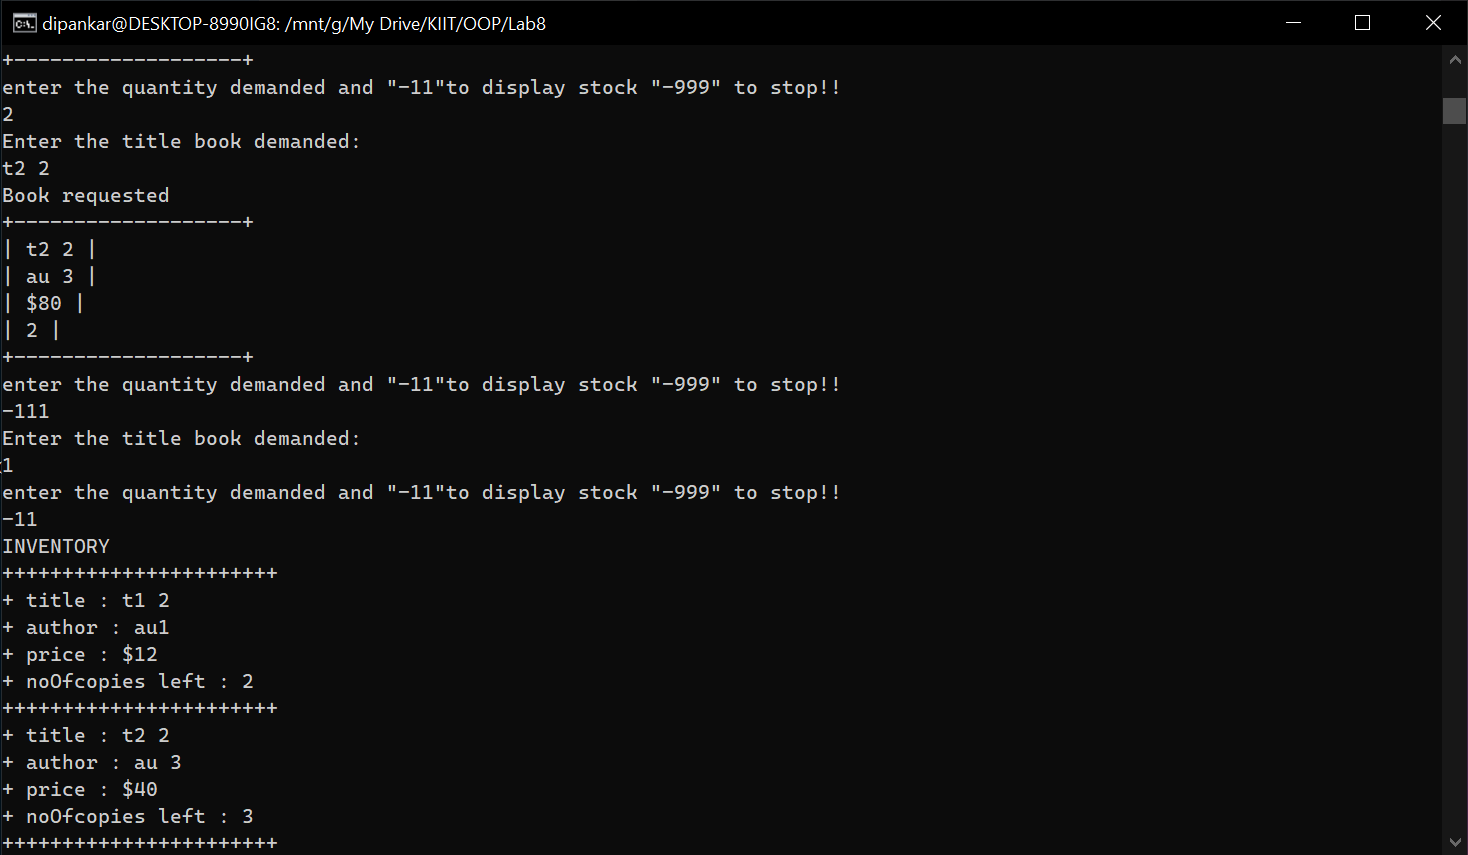 dipankar@DESKTOP-8990IG8: /mnt/g/My Drive/KIIT/OOP/Lab8
+-------------------+
enter the quantity demanded and "-11"to display stock "-999" to stop!!
2
Enter the title book demanded:
t2 2
Book requested
+-------------------+
| t2 2 |
| au 3 |
| $80 |
| 2 |
+-------------------+
enter the quantity demanded and "-11"to display stock "-999" to stop!!
-111
Enter the title book demanded:
1
enter the quantity demanded and "-11"to display stock "-999" to stop!!
-11
INVENTORY
+++++++++++++++++++++++
+ title : t1 2
+ author : au1
+ price : $12
+ noOfcopies left : 2
+++++++++++++++++++++++
+ title : t2 2
+ author : au 3
+ price : $40
+ noOfcopies left : 3
+++++++++++++++++++++++